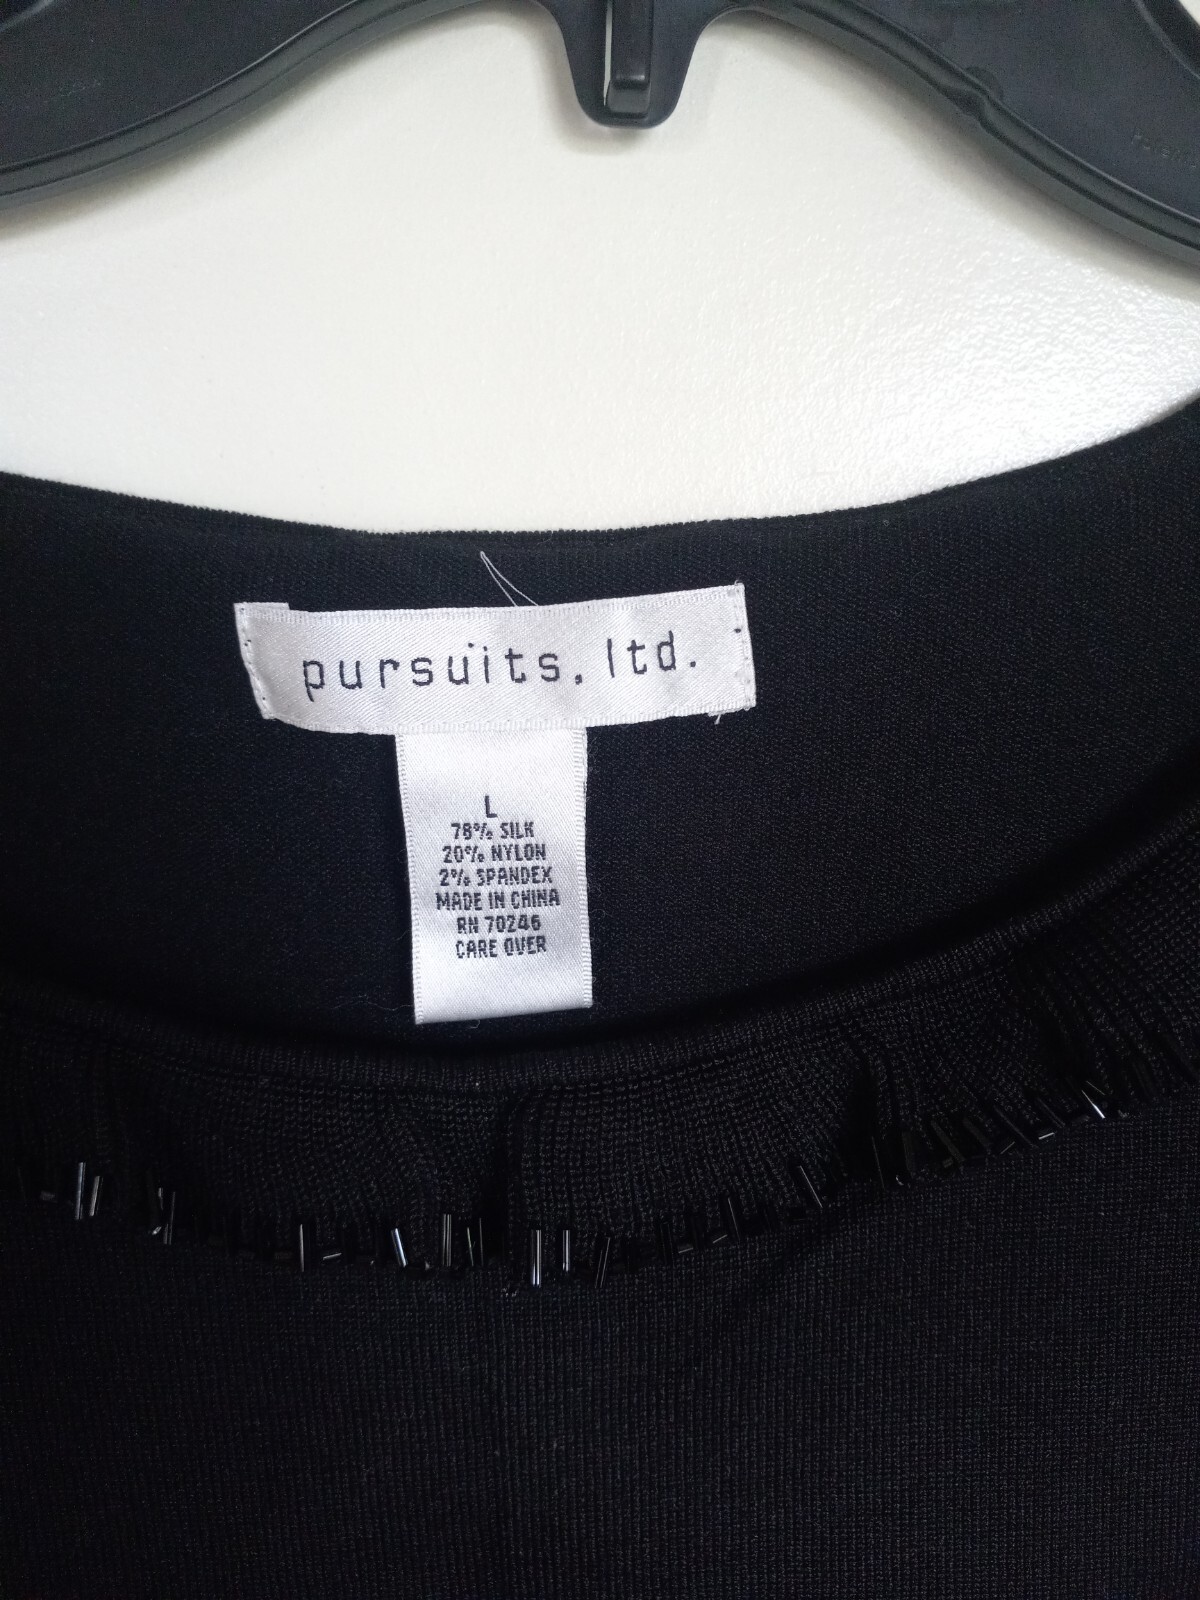 pursuits, ltd.
L
78% SILK
20% NYLON
2% SPANDEX
MADE IN CHINA
RN 70246
CARE OVER